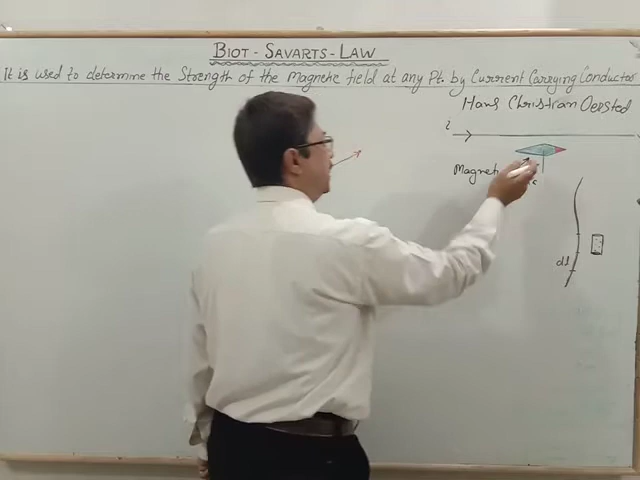 BIOT - SAVARTS - LAW
It is used to determine the Strength of the Magnetic field at any Pt. by Current Carrying Conductor
Hans Christian Oersted
i
dl